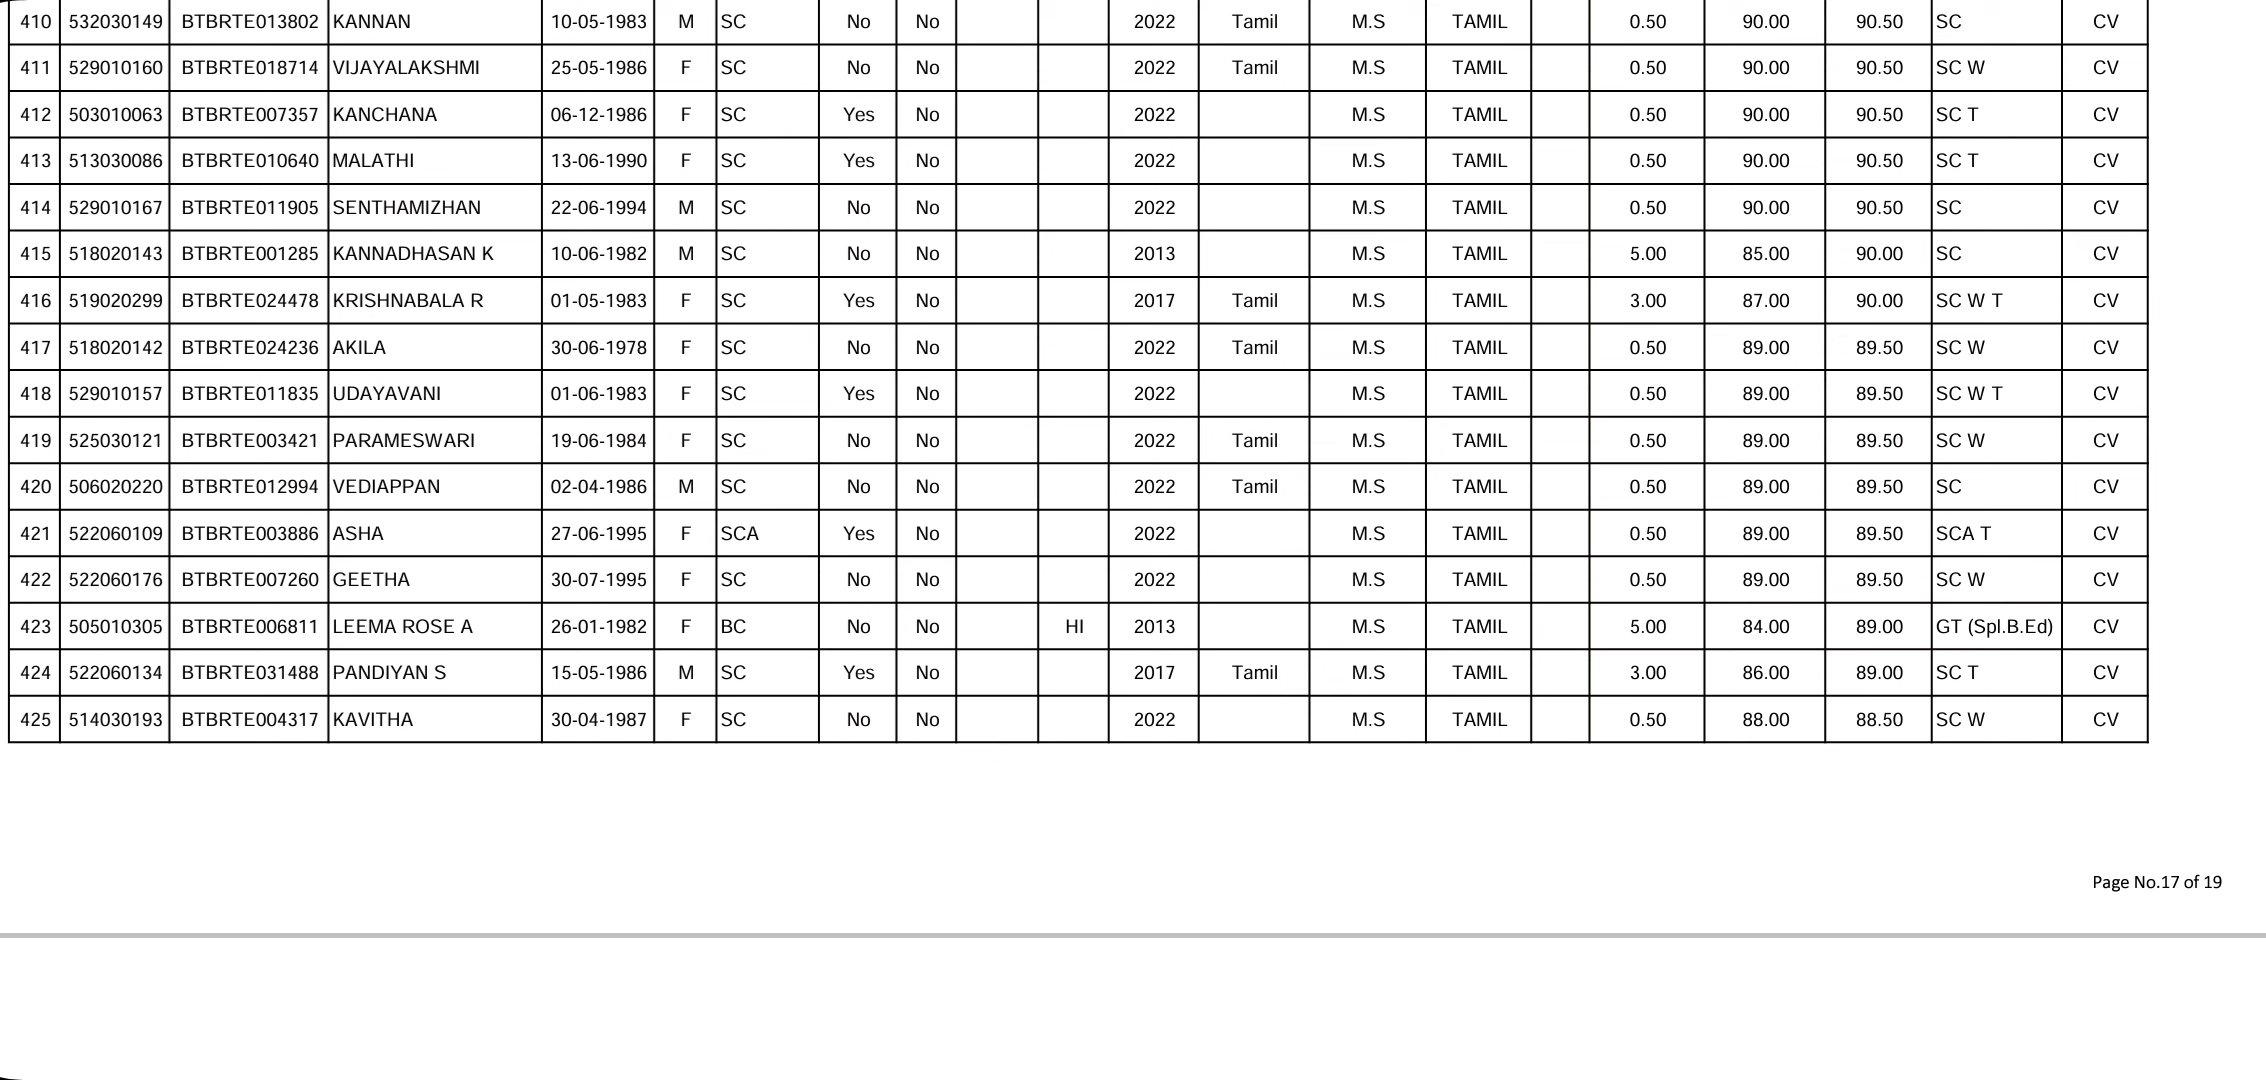 410 532030149 BTBRTE013802 KANNAN 10-05-1983 M SC No No 2022 Tamil M.S TAMIL 0.50 90.00 90.50 SC CV
411 529010160 BTBRTE018714 VIJAYALAKSHMI 25-05-1986 F SC No No 2022 Tamil M.S TAMIL 0.50 90.00 90.50 SC W CV
412 503010063 BTBRTE007357 KANCHANA 06-12-1986 F SC Yes No 2022 M.S TAMIL 0.50 90.00 90.50 SC T CV
413 513030086 BTBRTE010640 MALATHI 13-06-1990 F SC Yes No 2022 M.S TAMIL 0.50 90.00 90.50 SC T CV
414 529010167 BTBRTE011905 SENTHAMIZHAN 22-06-1994 M SC No No 2022 M.S TAMIL 0.50 90.00 90.50 SC CV
415 518020143 BTBRTE001285 KANNADHASAN K 10-06-1982 M SC No No 2013 M.S TAMIL 5.00 85.00 90.00 SC CV
416 519020299 BTBRTE024478 KRISHNABALA R 01-05-1983 F SC Yes No 2017 Tamil M.S TAMIL 3.00 87.00 90.00 SC W T CV
417 518020142 BTBRTE024236 AKILA 30-06-1978 F SC No No 2022 Tamil M.S TAMIL 0.50 89.00 89.50 SC W CV
418 529010157 BTBRTE011835 UDAYAVANI 01-06-1983 F SC Yes No 2022 M.S TAMIL 0.50 89.00 89.50 SC W T CV
419 525030121 BTBRTE003421 PARAMESWARI 19-06-1984 F SC No No 2022 Tamil M.S TAMIL 0.50 89.00 89.50 SC W CV
420 506020220 BTBRTE012994 VEDIAPPAN 02-04-1986 M SC No No 2022 Tamil M.S TAMIL 0.50 89.00 89.50 SC CV
421 522060109 BTBRTE003886 ASHA 27-06-1995 F SCA Yes No 2022 M.S TAMIL 0.50 89.00 89.50 SCA T CV
422 522060176 BTBRTE007260 GEETHA 30-07-1995 F SC No No 2022 M.S TAMIL 0.50 89.00 89.50 SC W CV
423 505010305 BTBRTE006811 LEEMA ROSE A 26-01-1982 F BC No No HI 2013 M.S TAMIL 5.00 84.00 89.00 GT (Spl.B.Ed) CV
424 522060134 BTBRTE031488 PANDIYAN S 15-05-1986 M SC Yes No 2017 Tamil M.S TAMIL 3.00 86.00 89.00 SC T CV
425 514030193 BTBRTE004317 KAVITHA 30-04-1987 F SC No No 2022 M.S TAMIL 0.50 88.00 88.50 SC W CV
Page No.17 of 19